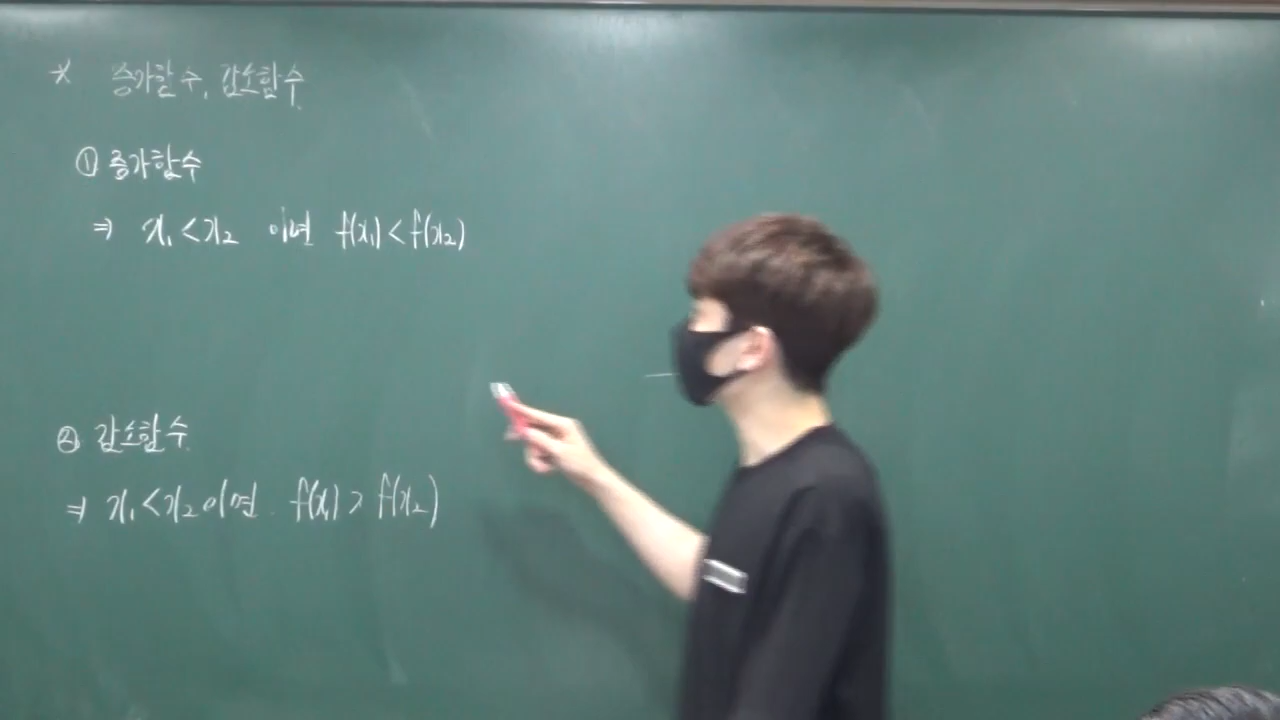 * 증가함수, 감소함수
① 증가함수
⇒ x₁ < x₂ 이면 f(x₁) < f(x₂)
② 감소함수
⇒ x₁ < x₂ 이면 f(x₁) > f(x₂)